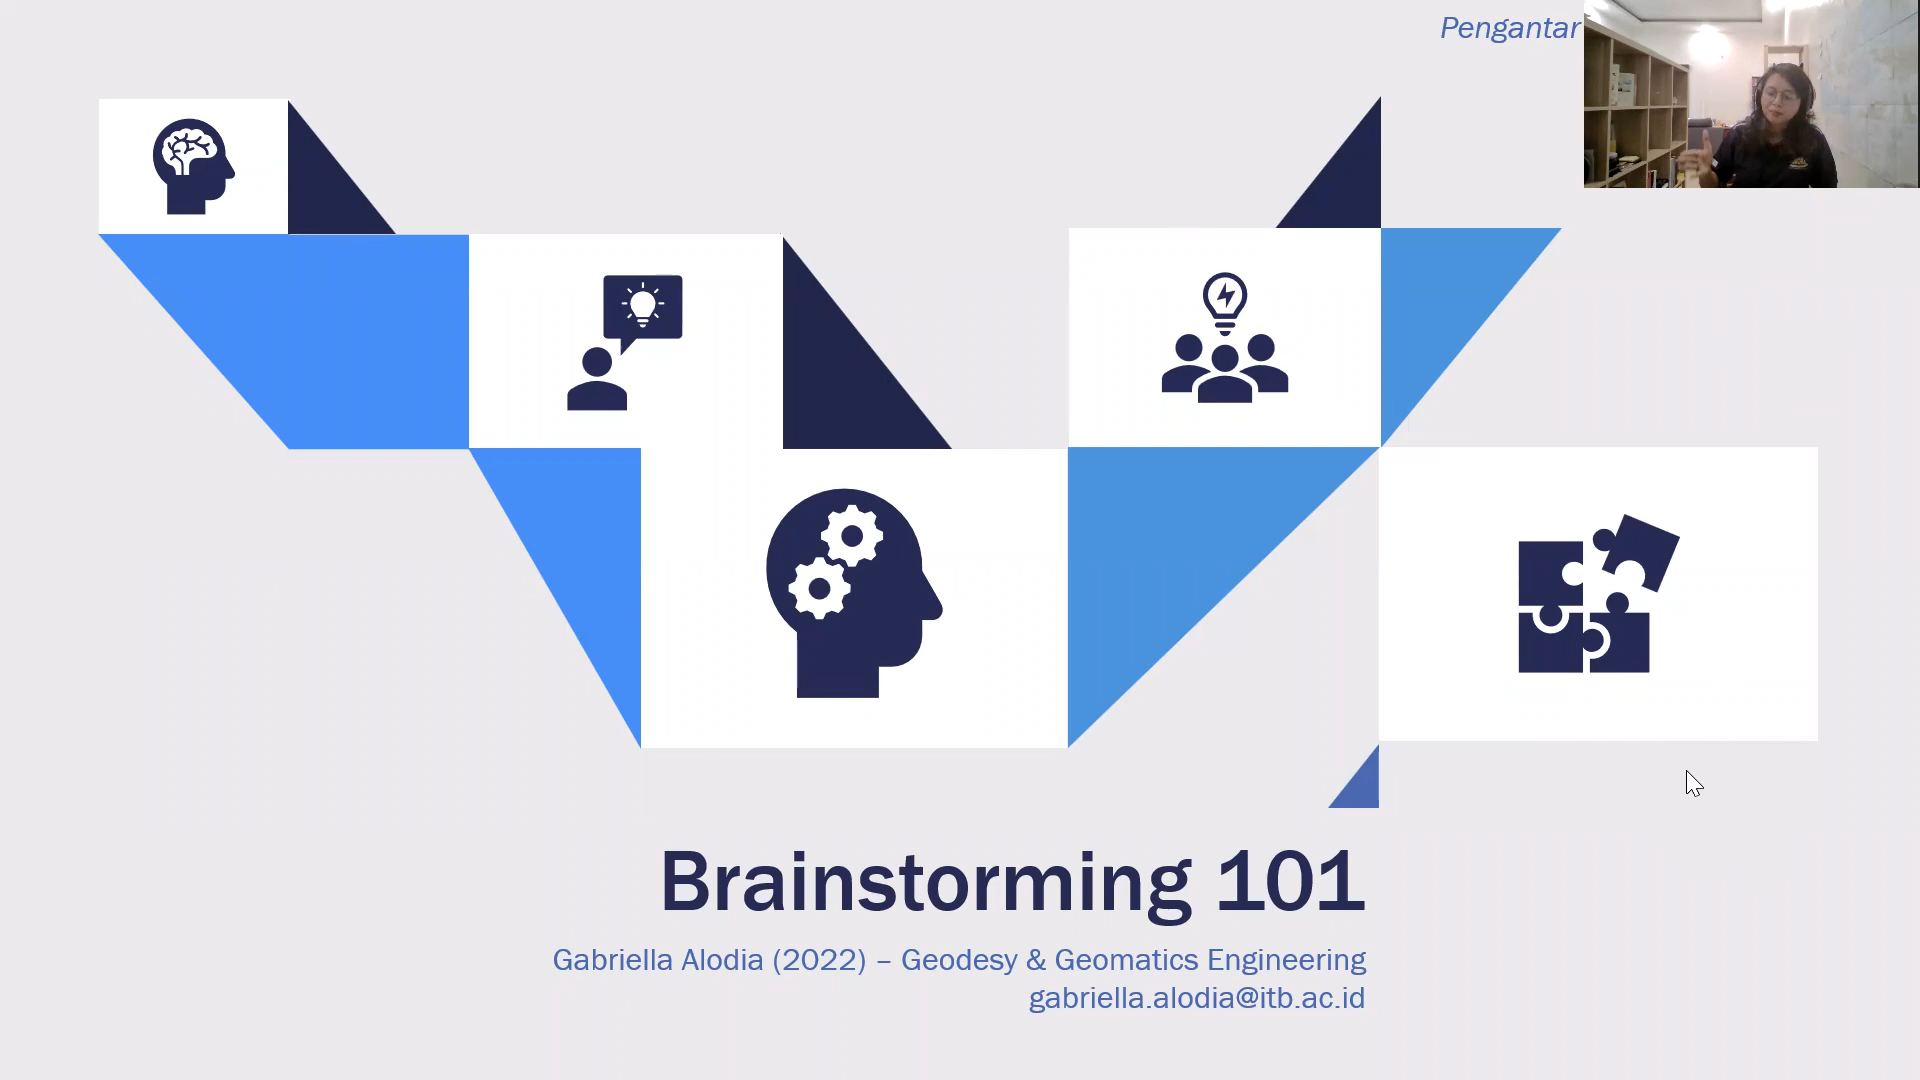 Pengantar
Brainstorming 101
Gabriella Alodia (2022) – Geodesy & Geomatics Engineering
gabriella.alodia@itb.ac.id